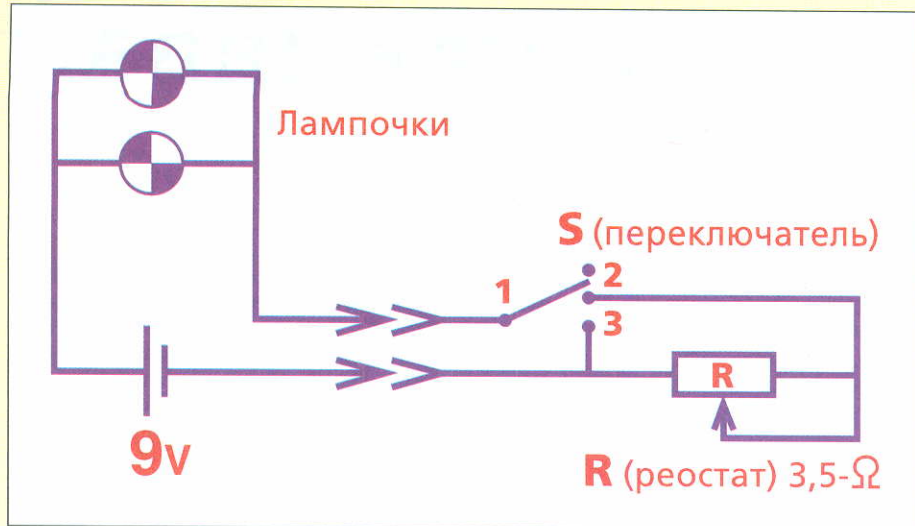 Лампочки
S (переключатель)
1
2
3
R
9v
R (реостат) 3,5-Ω